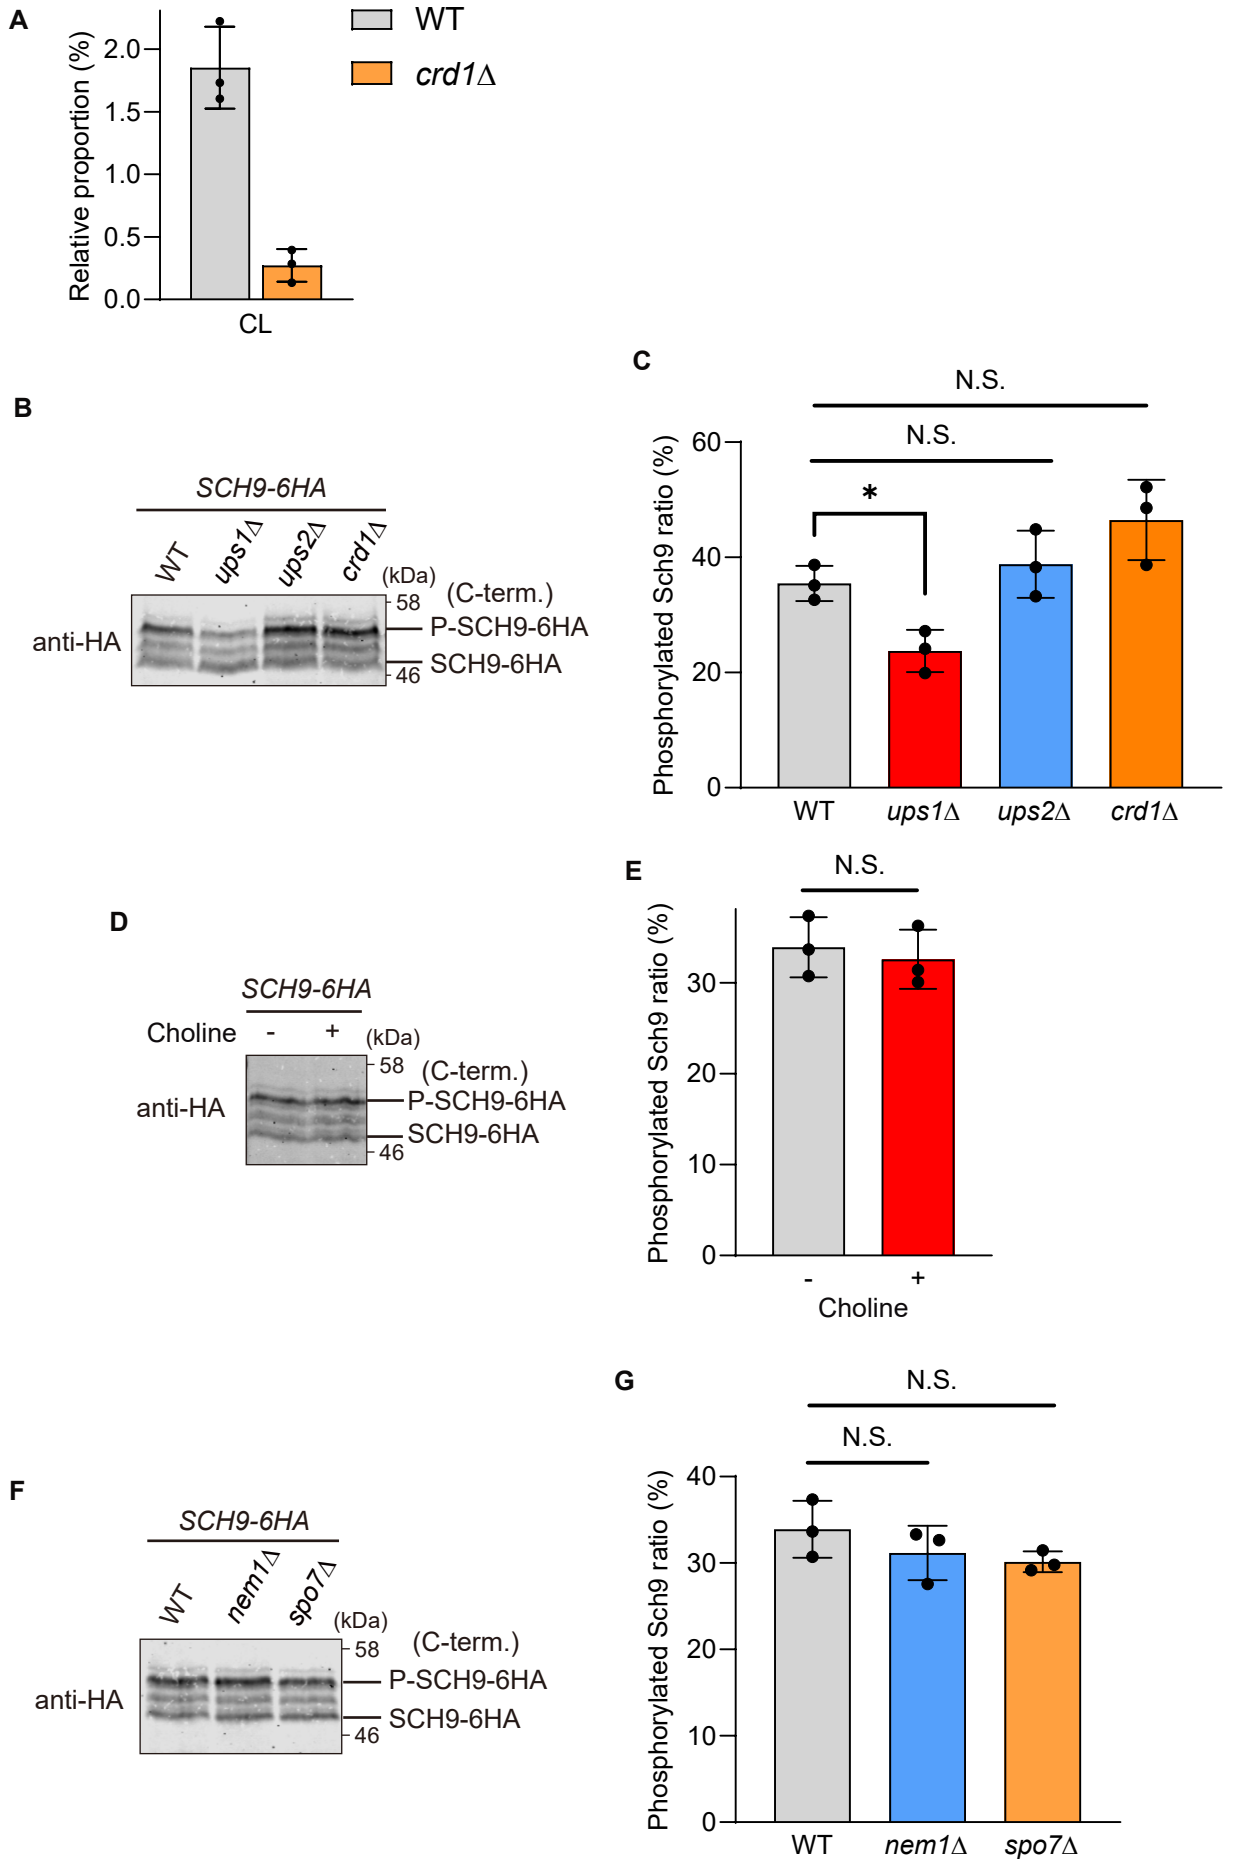 A
Relative proportion (%)
2.0
1.5
1.0
0.5
0.0
CL
WT
crd1Δ
B
SCH9-6HA
WT
ups1Δ
ups2Δ
crd1Δ
(kDa)
58
(C-term.)
anti-HA
P-SCH9-6HA
SCH9-6HA
46
C
N.S.
N.S.
*
Phosphorylated Sch9 ratio (%)
60
40
20
0
WT
ups1Δ
ups2Δ
crd1Δ
D
SCH9-6HA
Choline - +
(kDa)
58
(C-term.)
anti-HA
P-SCH9-6HA
SCH9-6HA
46
E
N.S.
Phosphorylated Sch9 ratio (%)
30
20
10
0
- +
Choline
F
SCH9-6HA
WT
nem1Δ
spo7Δ
(kDa)
58
(C-term.)
anti-HA
P-SCH9-6HA
SCH9-6HA
46
G
N.S.
N.S.
Phosphorylated Sch9 ratio (%)
40
30
20
10
0
WT
nem1Δ
spo7Δ